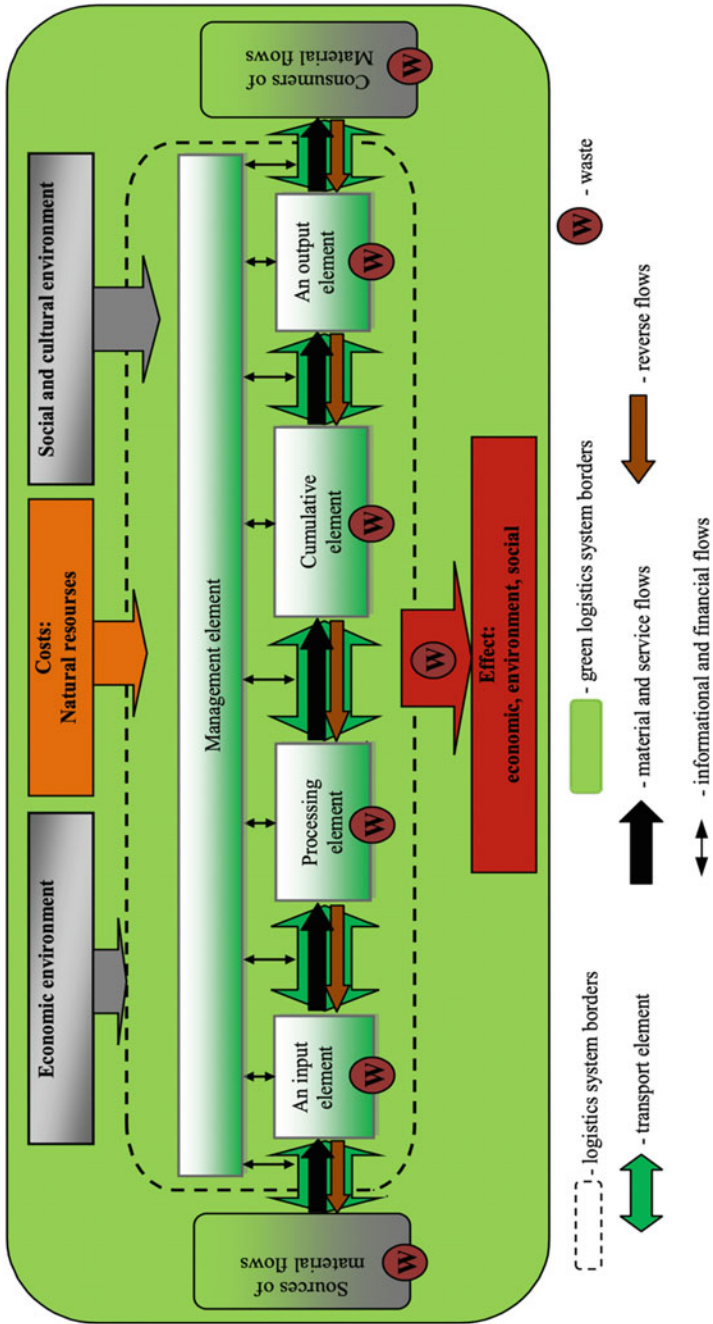 Economic environment
Costs:
Natural resourses
Social and cultural environment
Management element
Sources of
material flows
W
An input
element
W
Processing
element
W
Cumulative
element
W
An output
element
W
Consumers of
Material flows
W
W
Effect:
economic, environment, social
- logistics system borders
- green logistics system borders
W - waste
- transport element
- material and service flows
- reverse flows
- informational and financial flows